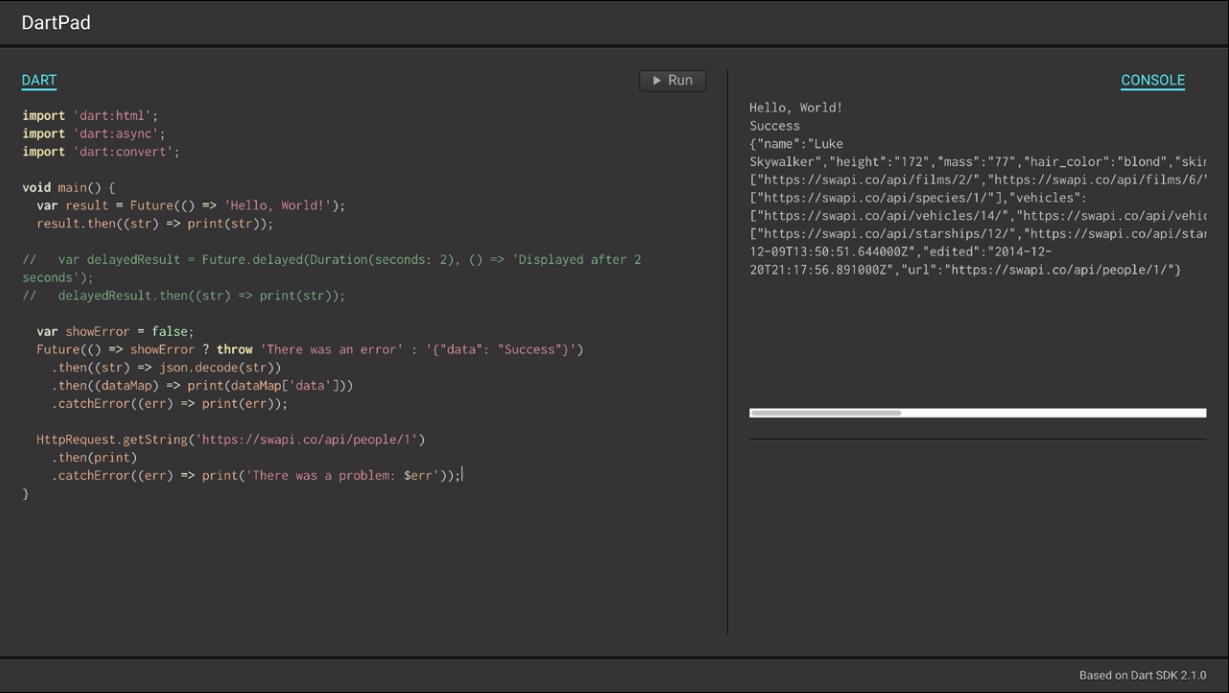 DartPad
DART
Run
import 'dart:html';
import 'dart:async';
import 'dart:convert';
void main() {
  var result = Future(() => 'Hello, World!');
  result.then((str) => print(str));
//   var delayedResult = Future.delayed(Duration(seconds: 2), () => 'Displayed after 2
seconds');
//   delayedResult.then((str) => print(str));
  var showError = false;
  Future(() => showError ? throw 'There was an error' : '{"data": "Success"}')
    .then((str) => json.decode(str))
    .then((dataMap) => print(dataMap['data']))
    .catchError((err) => print(err));
  HttpRequest.getString('https://swapi.co/api/people/1')
    .then(print)
    .catchError((err) => print('There was a problem: $err'));
}
CONSOLE
Hello, World!
Success
{"name":"Luke
Skywalker","height":"172","mass":"77","hair_color":"blond","skin
["https://swapi.co/api/films/2/","https://swapi.co/api/films/6/"
["https://swapi.co/api/species/1/"],"vehicles":
["https://swapi.co/api/vehicles/14/","https://swapi.co/api/vehic
["https://swapi.co/api/starships/12/","https://swapi.co/api/star
12-09T13:50:51.644000Z","edited":"2014-12-
20T21:17:56.891000Z","url":"https://swapi.co/api/people/1/"}
Based on Dart SDK 2.1.0